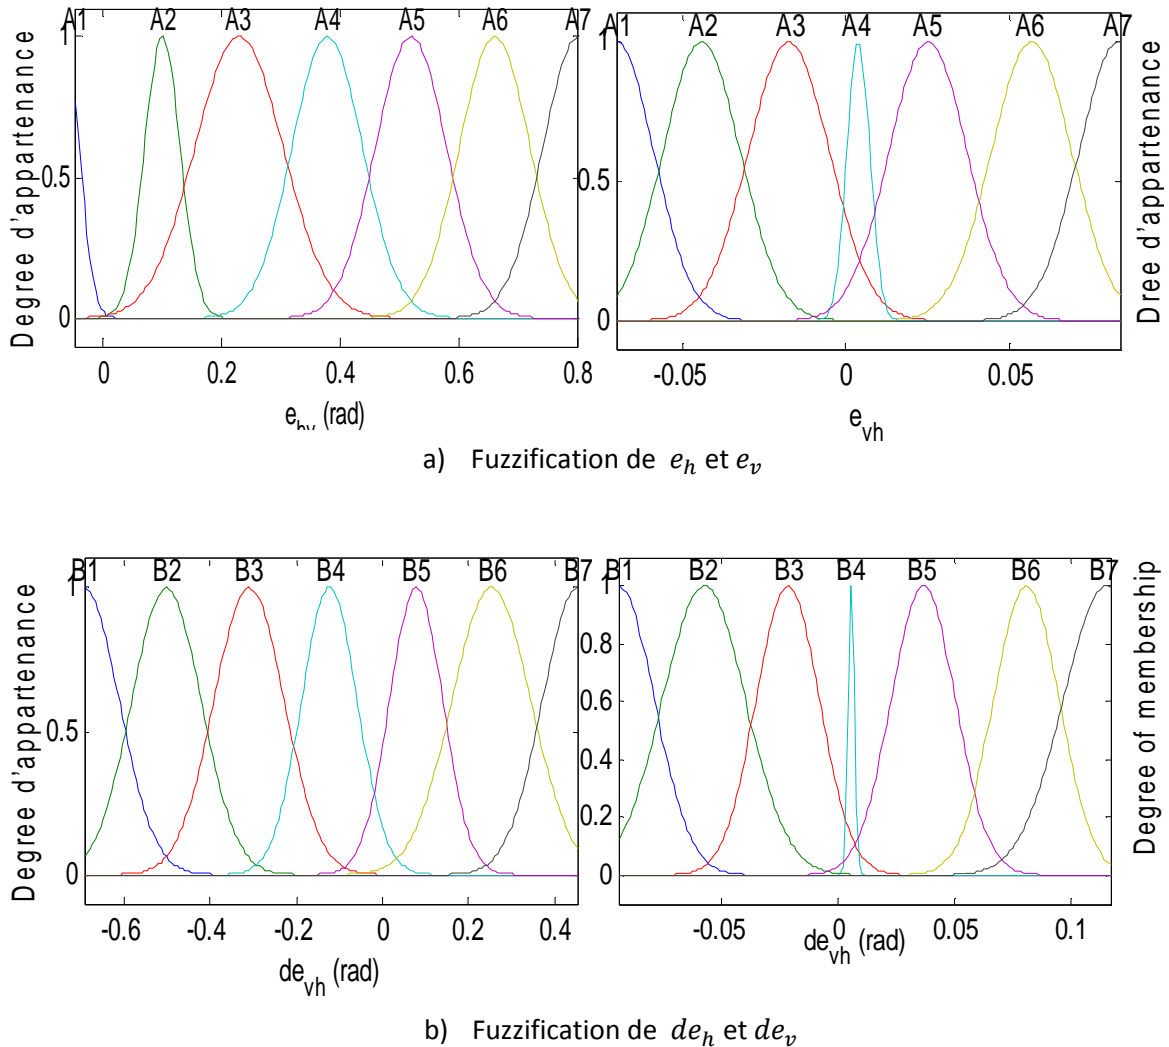 A1 A2 A3 A4 A5 A6 A7
1
0.5
0
0 0.2 0.4 0.6 0.8
Degree d'appartenance
e_hv (rad)
A1 A2 A3 A4 A5 A6 A7
1
0.5
0
-0.05 0 0.05
Dree d'appartenance
e_vh
a) Fuzzification de e_h et e_v
B1 B2 B3 B4 B5 B6 B7
1
0.5
0
-0.6 -0.4 -0.2 0 0.2 0.4
Degree d'appartenance
de_vh (rad)
B1 B2 B3 B4 B5 B6 B7
1
0.8
0.6
0.4
0.2
0
-0.05 0 0.05 0.1
Degree of membership
de_vh (rad)
b) Fuzzification de de_h et de_v